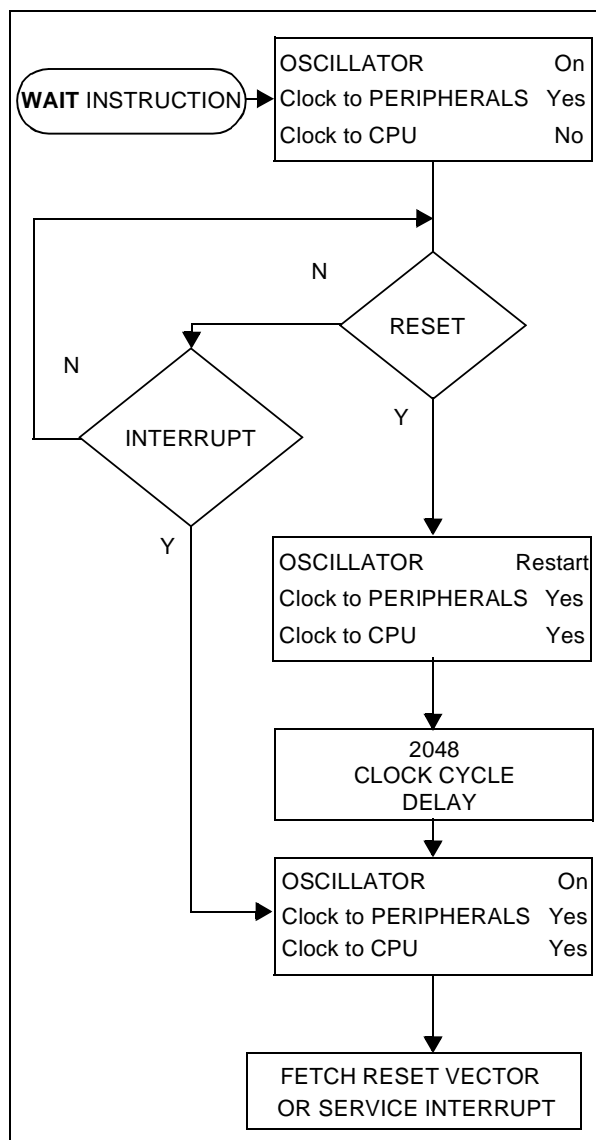 WAIT INSTRUCTION
OSCILLATOR On
Clock to PERIPHERALS Yes
Clock to CPU No
N
RESET
N
INTERRUPT
Y
Y
OSCILLATOR Restart
Clock to PERIPHERALS Yes
Clock to CPU Yes
2048
CLOCK CYCLE
DELAY
OSCILLATOR On
Clock to PERIPHERALS Yes
Clock to CPU Yes
FETCH RESET VECTOR
OR SERVICE INTERRUPT